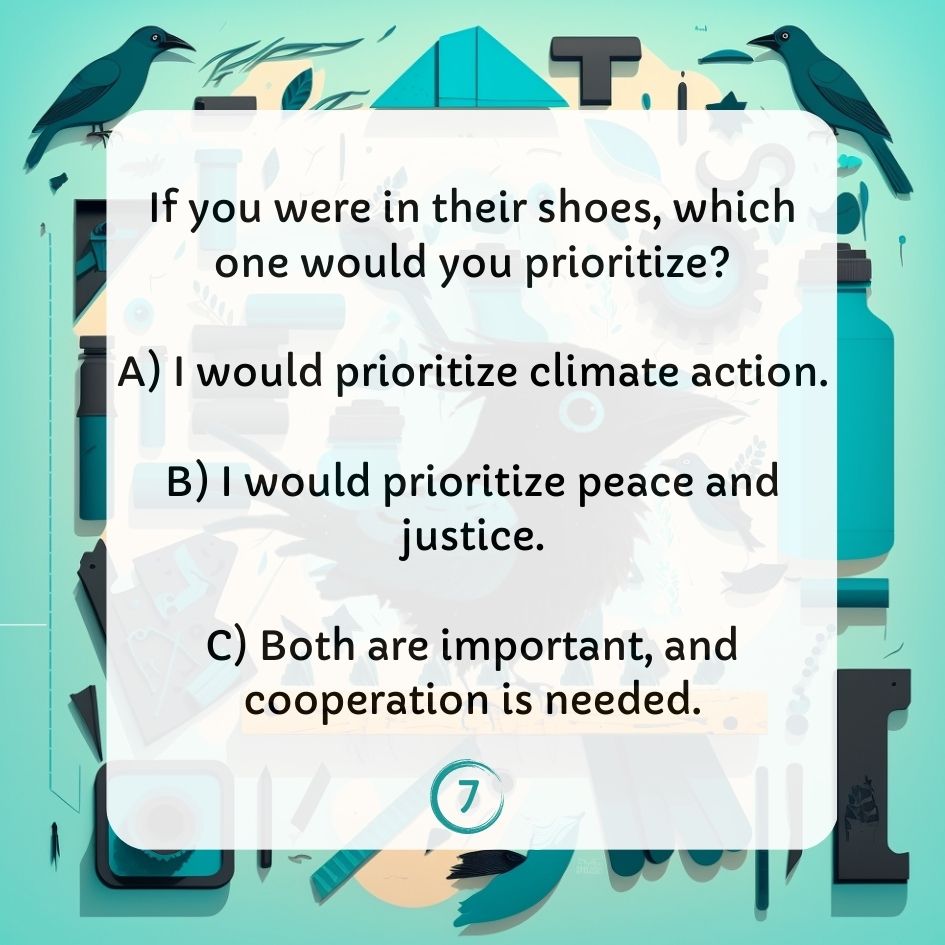 If you were in their shoes, which
one would you prioritize?
A) I would prioritize climate action.
B) I would prioritize peace and
justice.
C) Both are important, and
cooperation is needed.
7